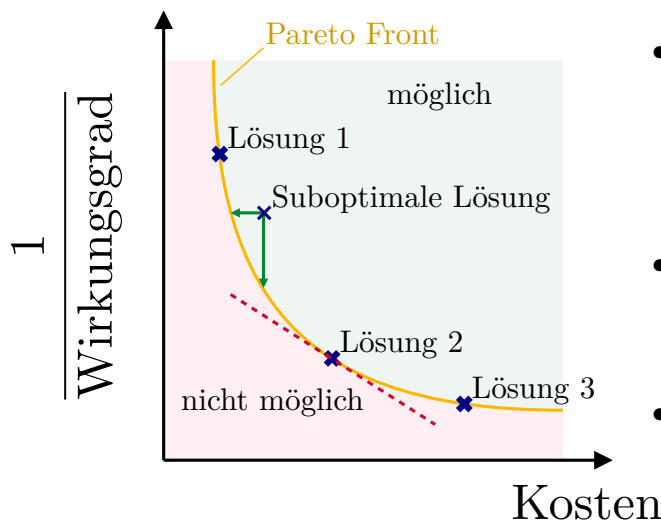 Pareto Front
möglich
Lösung 1
Suboptimale Lösung
1
Wirkungsgrad
Lösung 2
Lösung 3
nicht möglich
Kosten